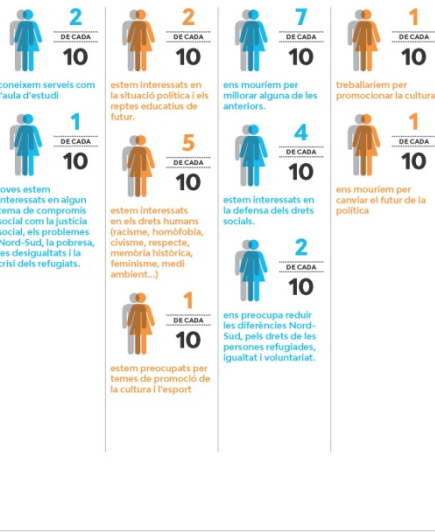 2
DE CADA
10
coneixem serveis com
l'aula d'estudi
1
DE CADA
10
joves estem
interessats en algun
tema de compromís
social com la justícia
social, els problemes
Nord-Sud, la pobresa,
les desigualtats i la
crisi dels refugiats.
2
DE CADA
10
estem interessats en
la situació política i els
reptes educatius de
futur.
5
DE CADA
10
estem interessats
en els drets humans
(racisme, homòfobia,
civisme, respecte,
memòria històrica,
feminisme, medi
ambient...)
1
DE CADA
10
estem preocupats per
temes de promoció de
la cultura i l'esport
7
DE CADA
10
ens mouríem per
millorar alguna de les
anteriors.
4
DE CADA
10
estem interessats en
la defensa dels drets
socials.
2
DE CADA
10
ens preocupa reduir
les diferències Nord-
Sud, pels drets de les
persones refugiades,
igualtat i voluntariat.
1
DE CADA
10
treballaríem per
promocionar la cultura
1
DE CADA
10
ens mouríem per
canviar el futur de la
política